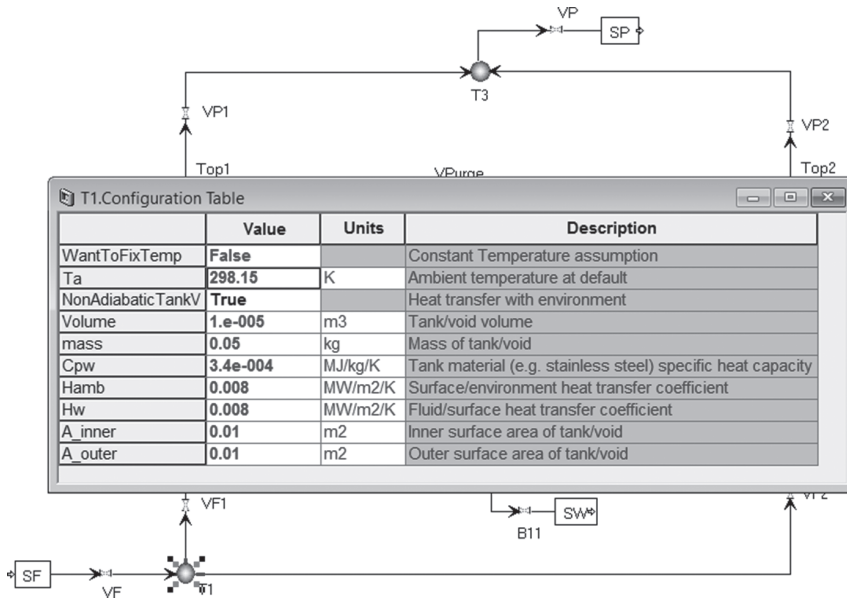 VP
SP
T3
VP1
VP2
Top1
VPurge
Top2
T1.Configuration Table
Value Units Description
WantToFixTemp False Constant Temperature assumption
Ta 298.15 K Ambient temperature at default
NonAdiabaticTankV True Heat transfer with environment
Volume 1.e-005 m3 Tank/void volume
mass 0.05 kg Mass of tank/void
Cpw 3.4e-004 MJ/kg/K Tank material (e.g. stainless steel) specific heat capacity
Hamb 0.008 MW/m2/K Surface/environment heat transfer coefficient
Hw 0.008 MW/m2/K Fluid/surface heat transfer coefficient
A_inner 0.01 m2 Inner surface area of tank/void
A_outer 0.01 m2 Outer surface area of tank/void
VF1
VF2
SW
B11
SF
VF
T1